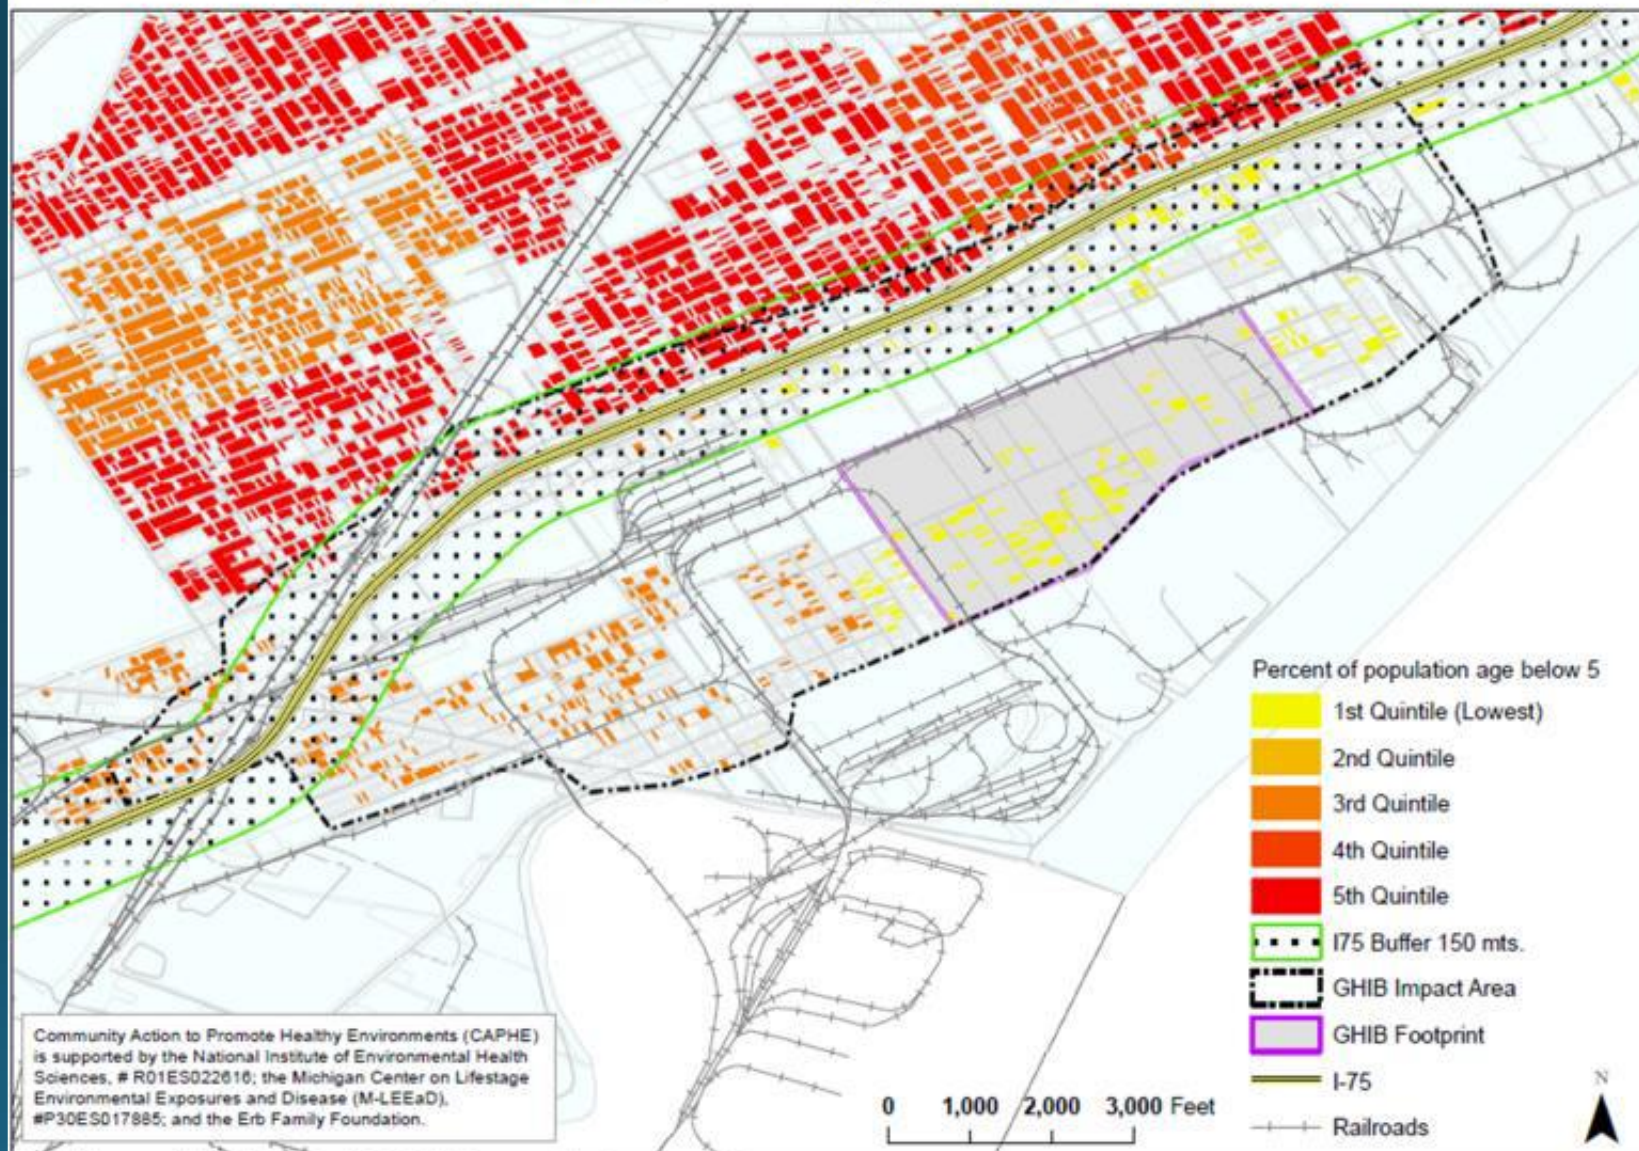 Percent of population age below 5
1st Quintile (Lowest)
2nd Quintile
3rd Quintile
4th Quintile
5th Quintile
I75 Buffer 150 mts.
GHIB Impact Area
GHIB Footprint
I-75
Railroads
N
0 1,000 2,000 3,000 Feet
Community Action to Promote Healthy Environments (CAPHE)
is supported by the National Institute of Environmental Health
Sciences, # R01ES022616; the Michigan Center on Lifestage
Environmental Exposures and Disease (M-LEEaD),
#P30ES017885; and the Erb Family Foundation.